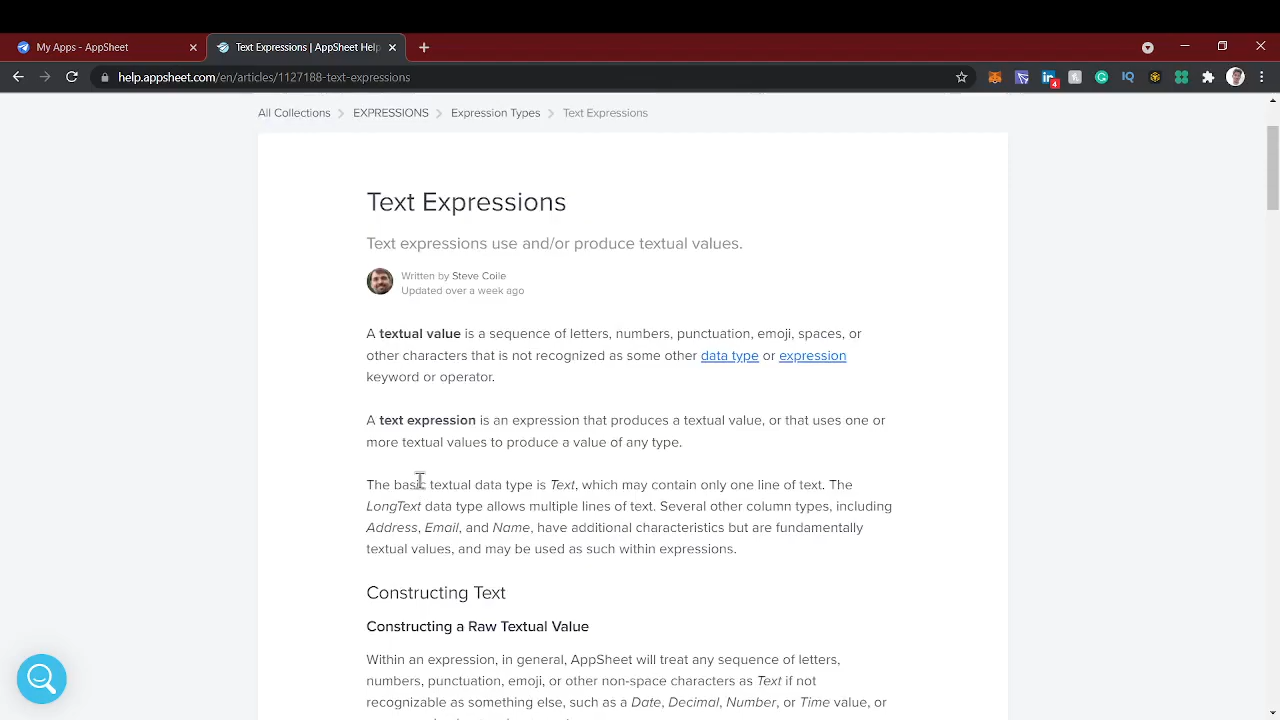 My Apps - AppSheet
Text Expressions | AppSheet Help
help.appsheet.com/en/articles/1127188-text-expressions
4
All Collections
EXPRESSIONS
Expression Types
Text Expressions
Text Expressions
Text expressions use and/or produce textual values.
Written by Steve Coile
Updated over a week ago
A textual value is a sequence of letters, numbers, punctuation, emoji, spaces, or
other characters that is not recognized as some other data type or expression
keyword or operator.
A text expression is an expression that produces a textual value, or that uses one or
more textual values to produce a value of any type.
The basic textual data type is Text, which may contain only one line of text. The
LongText data type allows multiple lines of text. Several other column types, including
Address, Email, and Name, have additional characteristics but are fundamentally
textual values, and may be used as such within expressions.
Constructing Text
Constructing a Raw Textual Value
Within an expression, in general, AppSheet will treat any sequence of letters,
numbers, punctuation, emoji, or other non-space characters as Text if not
recognizable as something else, such as a Date, Decimal, Number, or Time value, or